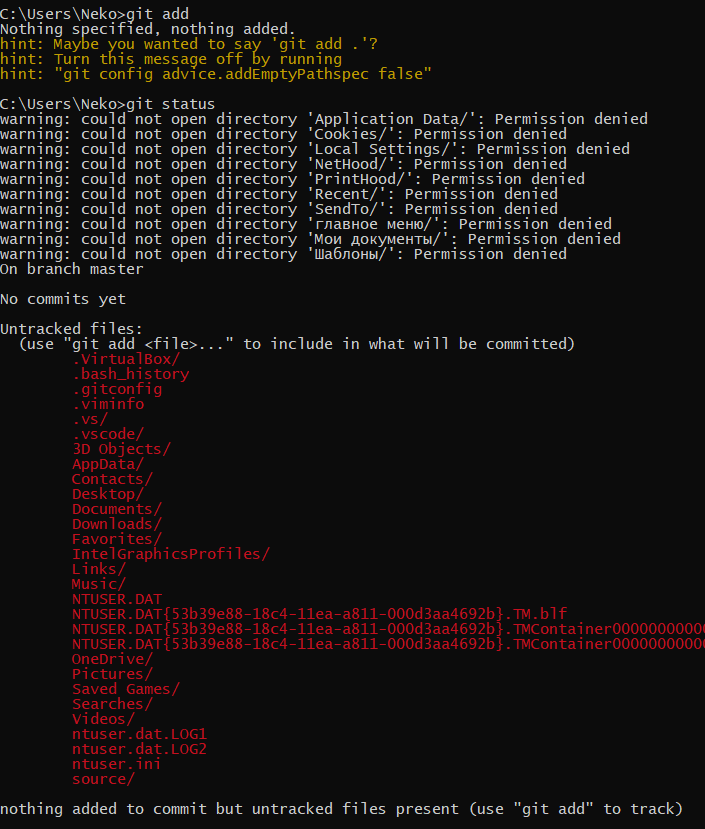 C:\Users\Neko>git add
Nothing specified, nothing added.
hint: Maybe you wanted to say 'git add .'?
hint: Turn this message off by running
hint: "git config advice.addEmptyPathspec false"
C:\Users\Neko>git status
warning: could not open directory 'Application Data/': Permission denied
warning: could not open directory 'Cookies/': Permission denied
warning: could not open directory 'Local Settings/': Permission denied
warning: could not open directory 'NetHood/': Permission denied
warning: could not open directory 'PrintHood/': Permission denied
warning: could not open directory 'Recent/': Permission denied
warning: could not open directory 'SendTo/': Permission denied
warning: could not open directory 'главное меню/': Permission denied
warning: could not open directory 'Мои документы/': Permission denied
warning: could not open directory 'Шаблоны/': Permission denied
On branch master
No commits yet
Untracked files:
(use "git add <file>..." to include in what will be committed)
.VirtualBox/
.bash_history
.gitconfig
.viminfo
.vs/
.vscode/
3D Objects/
AppData/
Contacts/
Desktop/
Documents/
Downloads/
Favorites/
IntelGraphicsProfiles/
Links/
Music/
NTUSER.DAT
NTUSER.DAT{53b39e88-18c4-11ea-a811-000d3aa4692b}.TM.blf
NTUSER.DAT{53b39e88-18c4-11ea-a811-000d3aa4692b}.TMContainer00000000000
NTUSER.DAT{53b39e88-18c4-11ea-a811-000d3aa4692b}.TMContainer00000000000
OneDrive/
Pictures/
Saved Games/
Searches/
Videos/
ntuser.dat.LOG1
ntuser.dat.LOG2
ntuser.ini
source/
nothing added to commit but untracked files present (use "git add" to track)